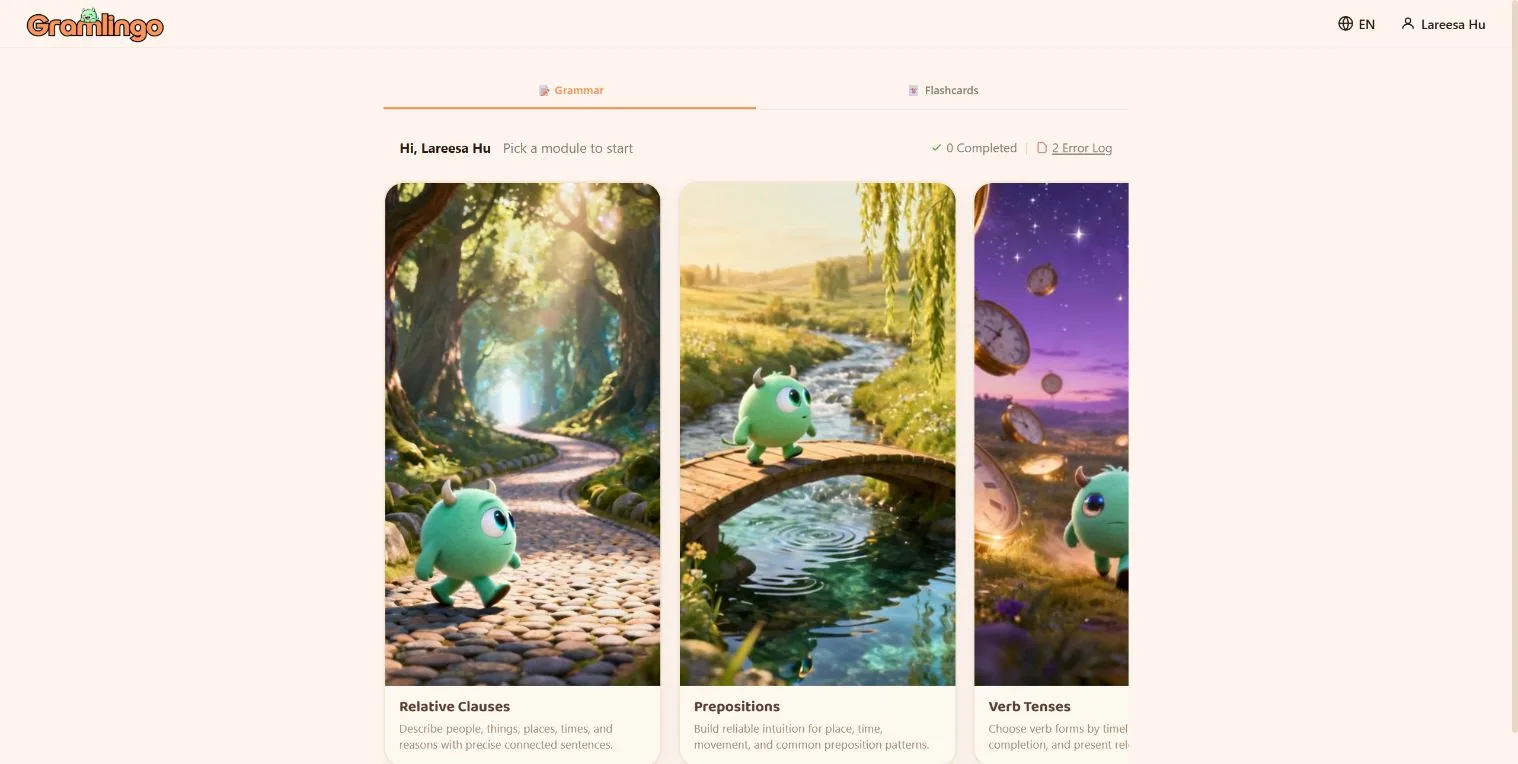 Gramlingo
EN
Lareesa Hu
Grammar
Flashcards
Hi, Lareesa Hu Pick a module to start
0 Completed
2 Error Log
Relative Clauses
Describe people, things, places, times, and
reasons with precise connected sentences.
Prepositions
Build reliable intuition for place, time,
movement, and common preposition patterns.
Verb Tenses
Choose verb forms by
completion, and present